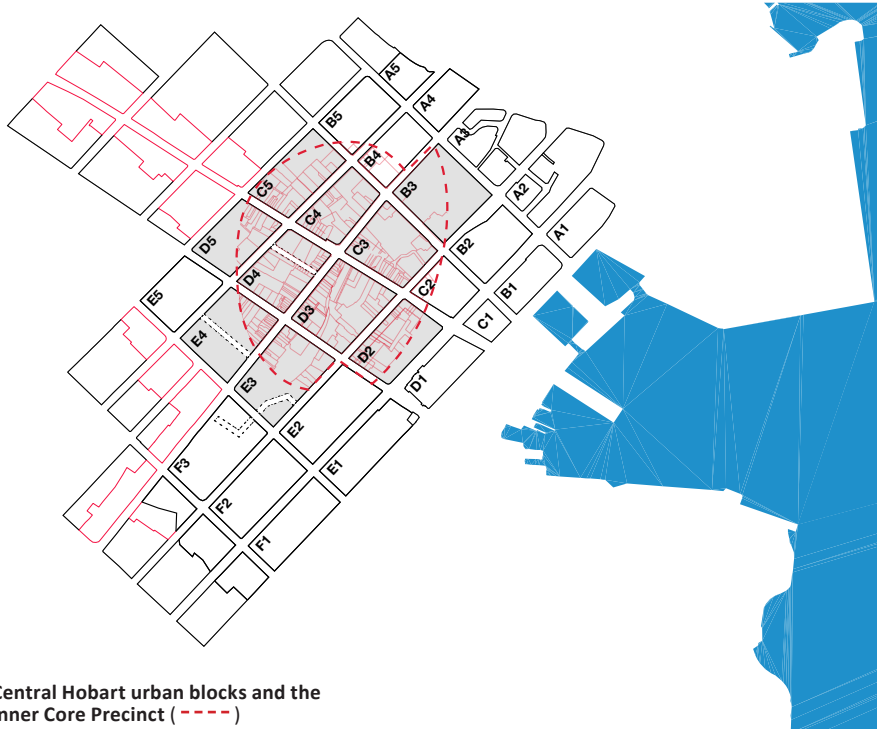 A5
A4
B5
A3
B4
A2
B3
C5
A1
C4
B2
C3
D5
B1
C2
D4
E5
C1
D3
E4
D2
D1
E3
E2
E1
F3
F2
F1
Central Hobart urban blocks and the
nner Core Precinct ( ----- )